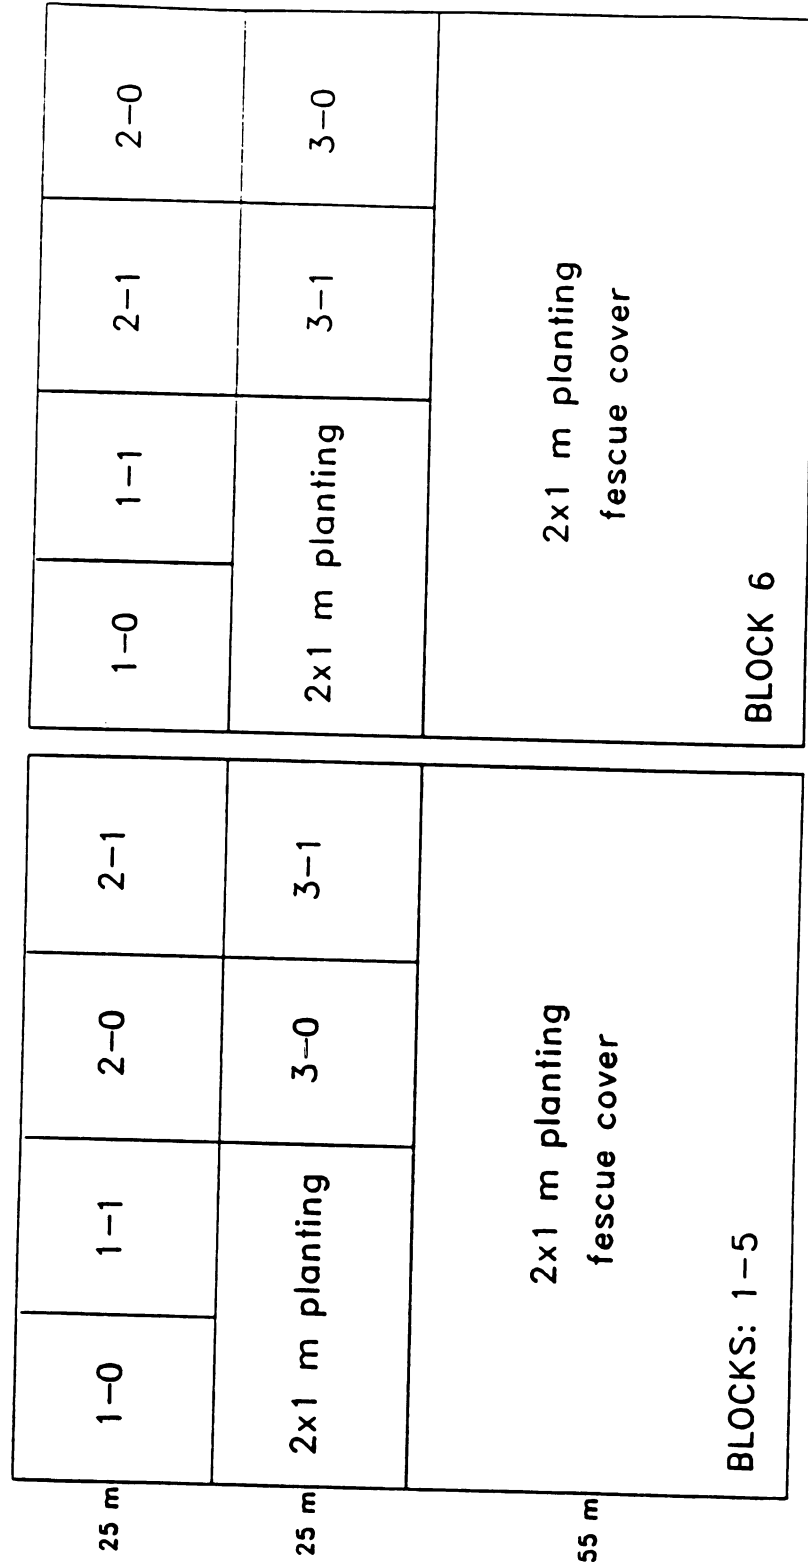 25 m
1-0
1-1
2-0
2-1
1-0
1-1
2-1
2-0
25 m
2x1 m planting
3-0
3-1
2x1 m planting
3-1
3-0
55 m
2x1 m planting
fescue cover
BLOCKS: 1-5
2x1 m planting
fescue cover
BLOCK 6